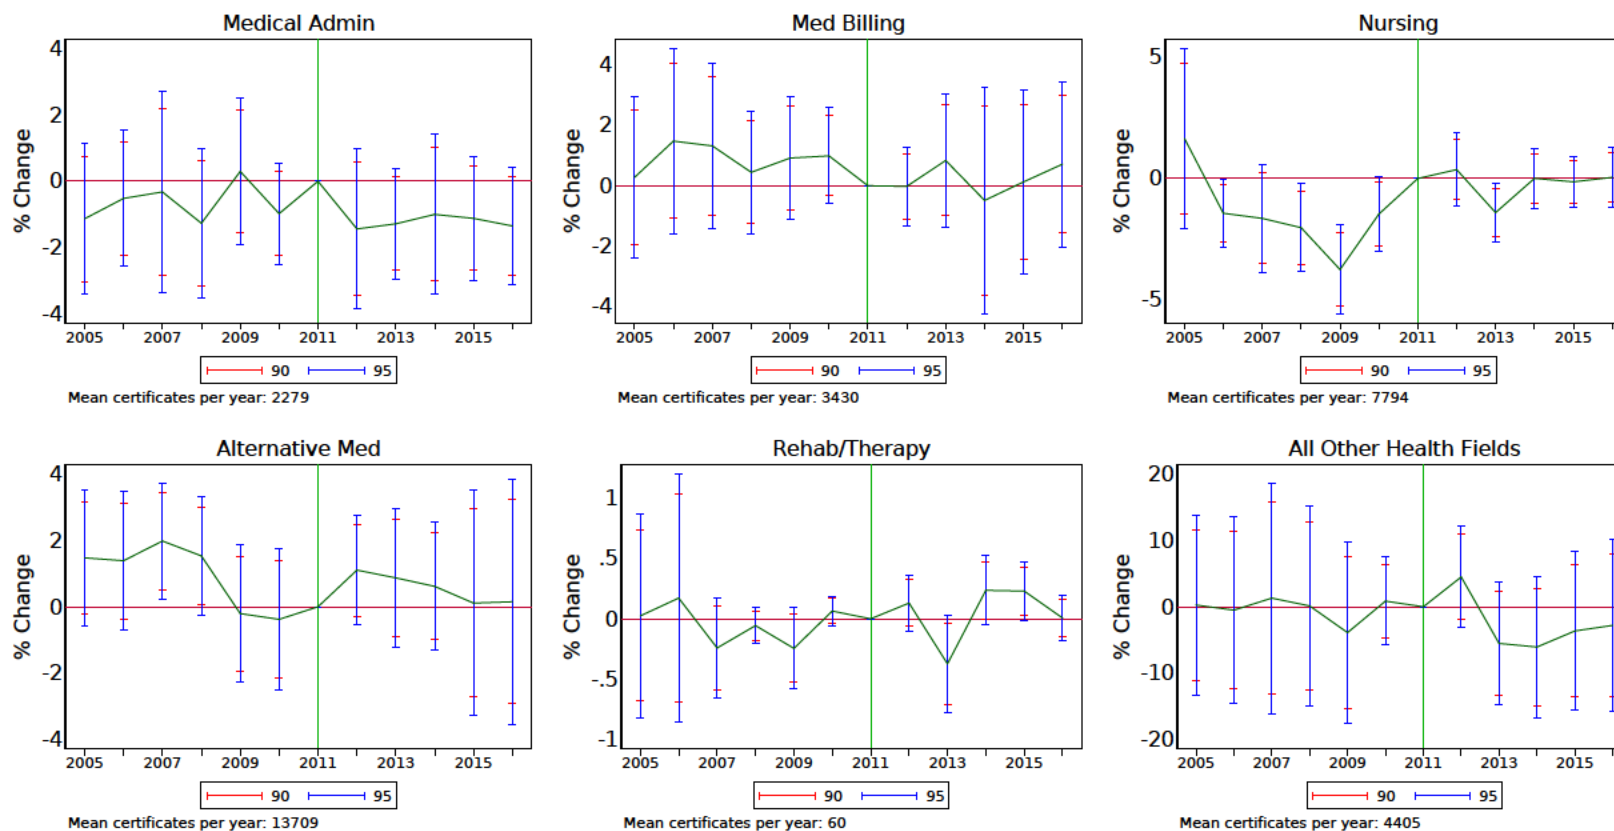 Medical Admin
% Change
4
2
0
-2
-4
2005 2007 2009 2011 2013 2015
90 95
Mean certificates per year: 2279
Med Billing
% Change
4
2
0
-2
-4
2005 2007 2009 2011 2013 2015
90 95
Mean certificates per year: 3430
Nursing
% Change
5
0
-5
2005 2007 2009 2011 2013 2015
90 95
Mean certificates per year: 7794
Alternative Med
% Change
4
2
0
-2
-4
2005 2007 2009 2011 2013 2015
90 95
Mean certificates per year: 13709
Rehab/Therapy
% Change
1
.5
0
-.5
-1
2005 2007 2009 2011 2013 2015
90 95
Mean certificates per year: 60
All Other Health Fields
% Change
20
10
0
-10
-20
2005 2007 2009 2011 2013 2015
90 95
Mean certificates per year: 4405